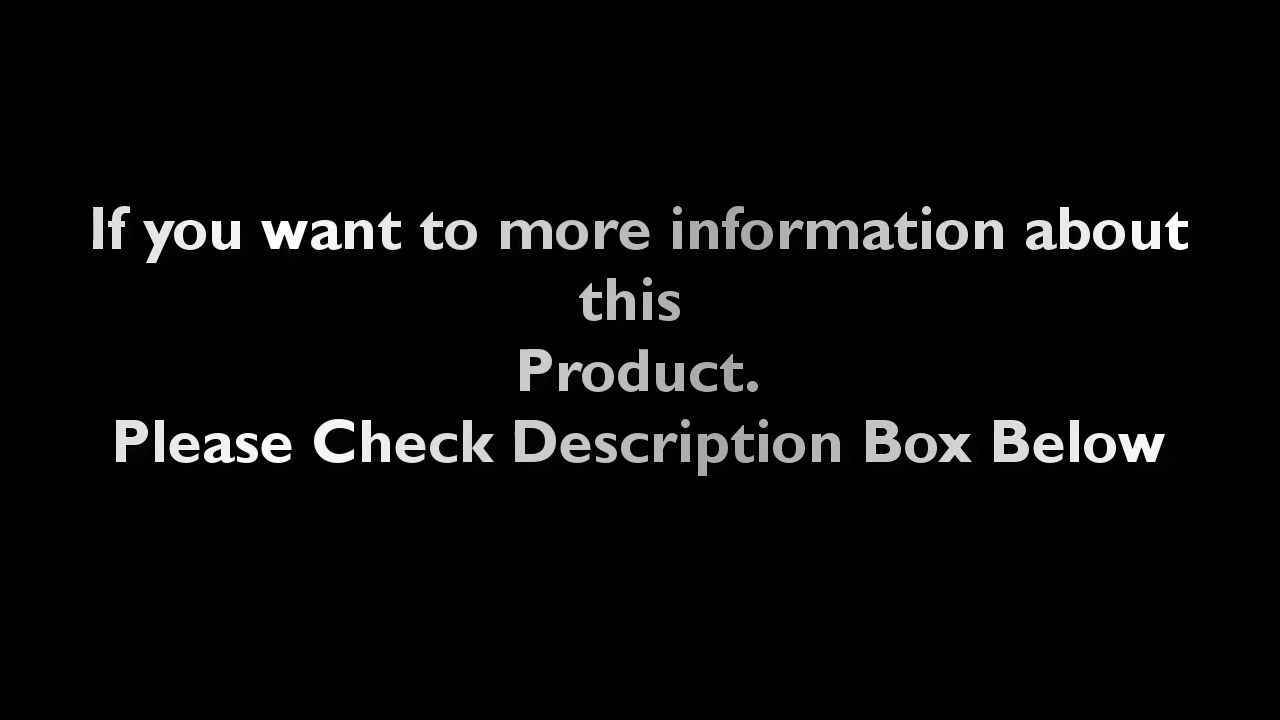 If you want to more information about
this
Product.
Please Check Description Box Below